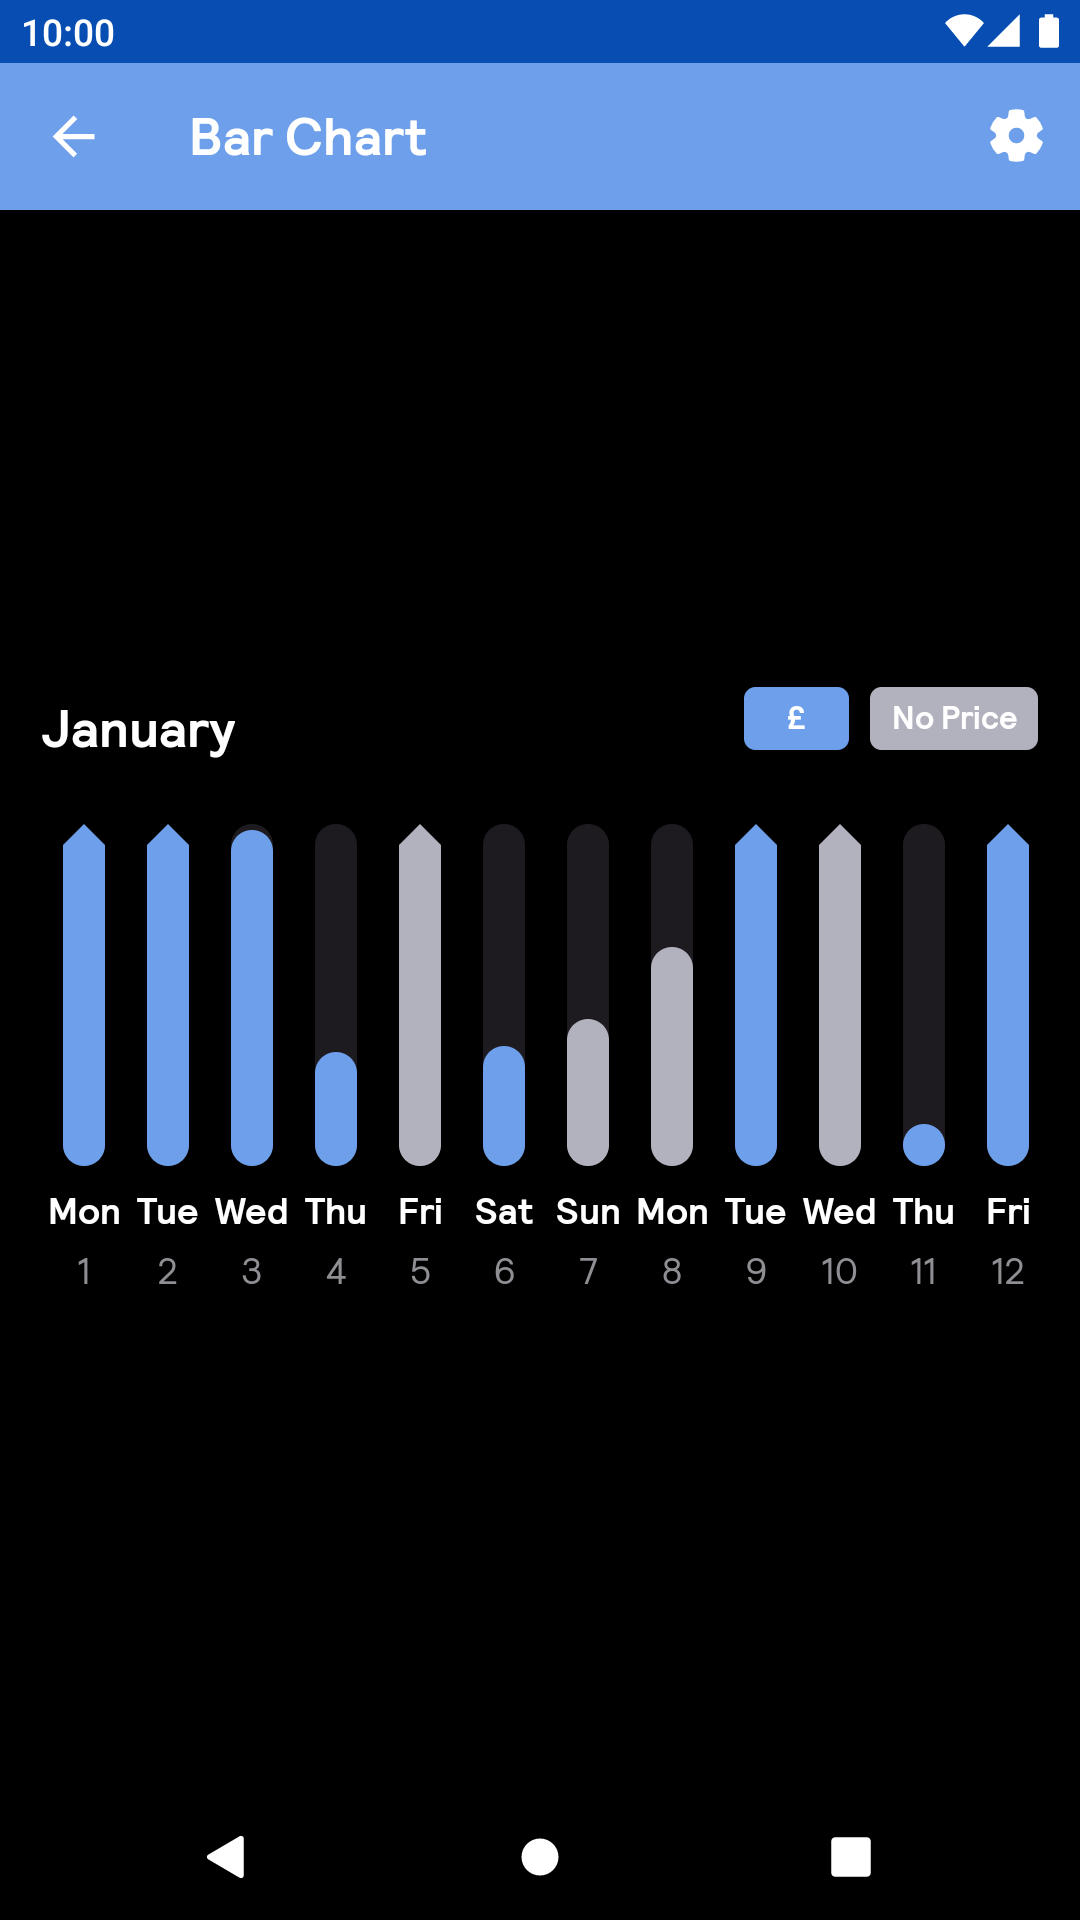 10:00
Bar Chart
January
£ No Price
Mon Tue Wed Thu Fri Sat Sun Mon Tue Wed Thu Fri
1 2 3 4 5 6 7 8 9 10 11 12